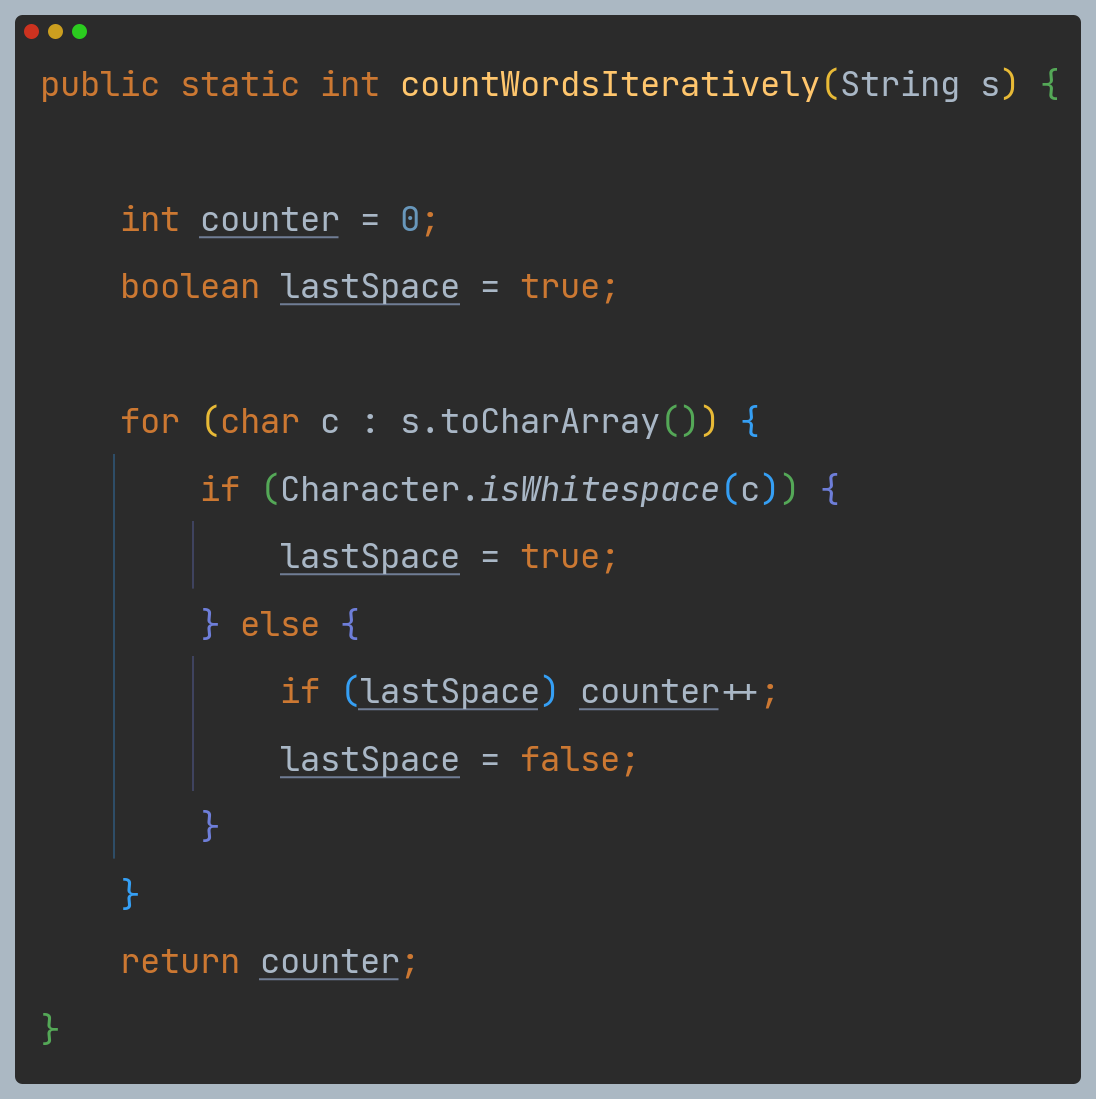 public static int countWordsIteratively(String s) {
    int counter = 0;
    boolean lastSpace = true;
    for (char c : s.toCharArray()) {
        if (Character.isWhitespace(c)) {
            lastSpace = true;
        } else {
            if (lastSpace) counter++;
            lastSpace = false;
        }
    }
    return counter;
}